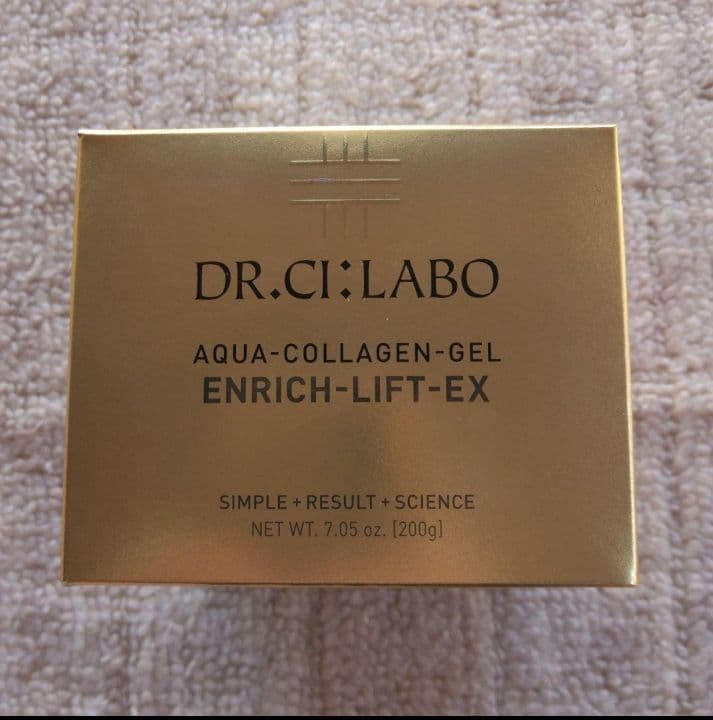 DR.CI:LABO
AQUA-COLLAGEN-GEL
ENRICH-LIFT-EX
SIMPLE + RESULT + SCIENCE
NET WT. 7.05 oz. [200g]